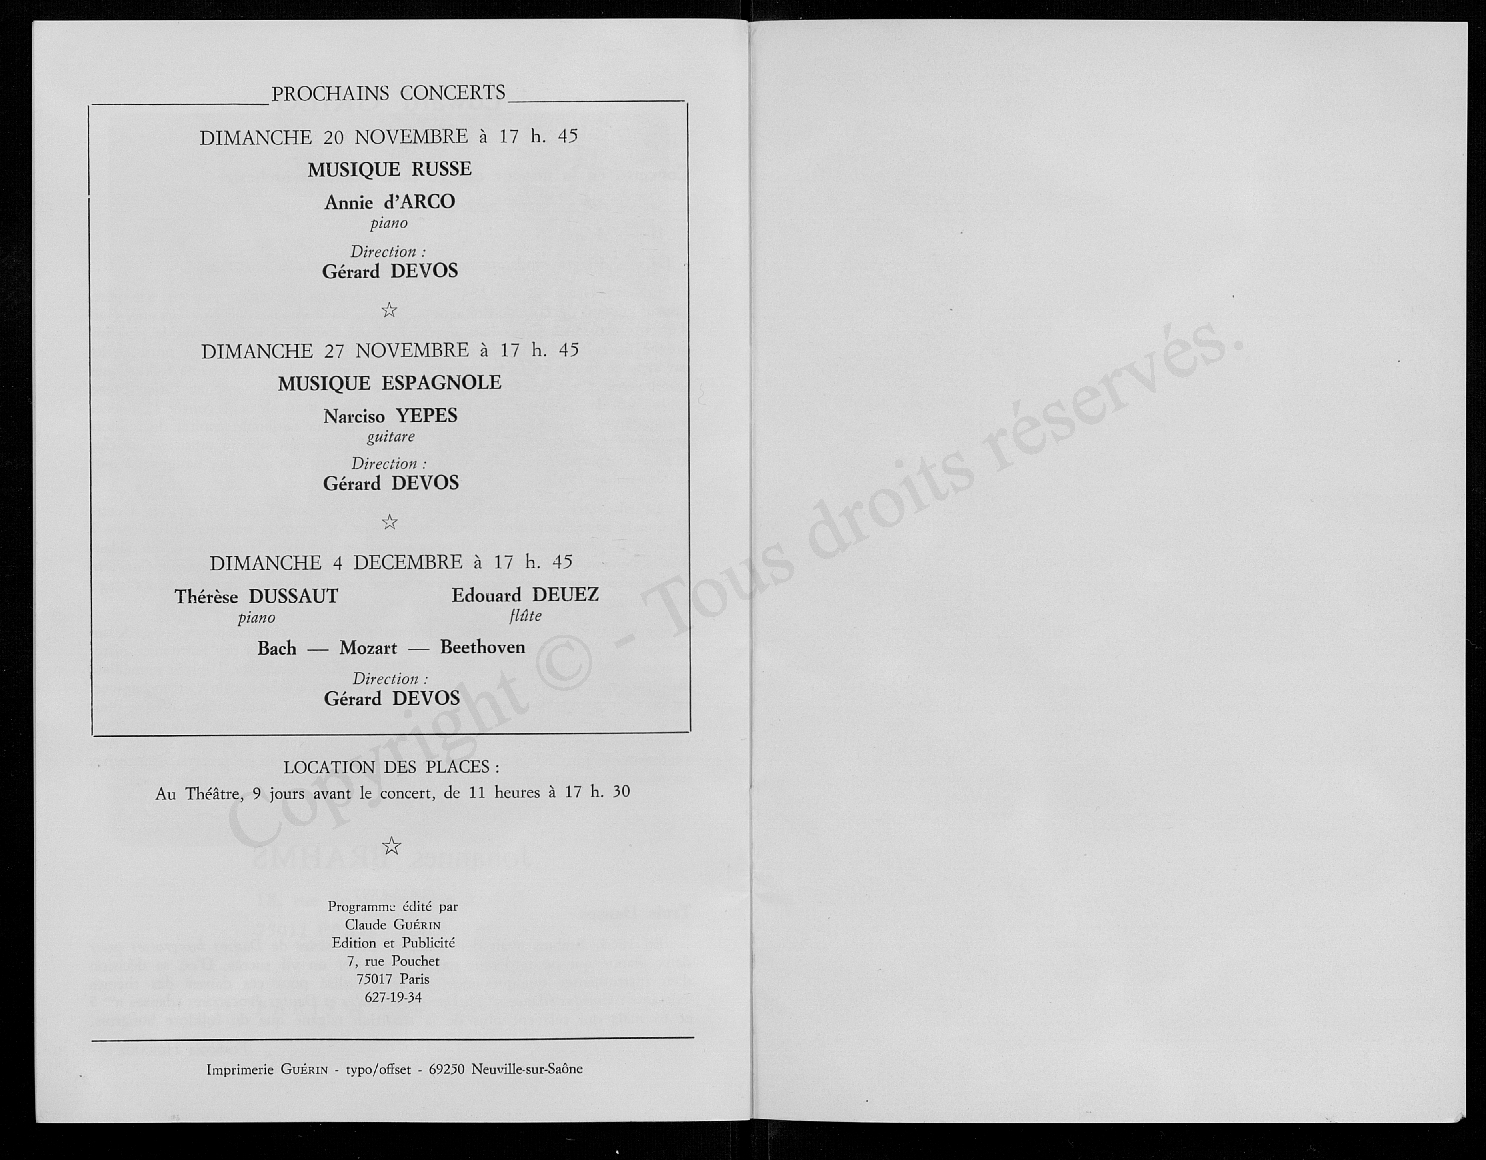 PROCHAINS CONCERTS
DIMANCHE 20 NOVEMBRE à 17 h. 45
MUSIQUE RUSSE
Annie d'ARCO
piano
Direction :
Gérard DEVOS
☆
DIMANCHE 27 NOVEMBRE à 17 h. 45
MUSIQUE ESPAGNOLE
Narciso YEPES
guitare
Direction :
Gérard DEVOS
☆
DIMANCHE 4 DECEMBRE à 17 h. 45
Thérèse DUSSAUT Edouard DEUEZ
piano flûte
Bach — Mozart — Beethoven
Direction :
Gérard DEVOS
LOCATION DES PLACES :
Au Théâtre, 9 jours avant le concert, de 11 heures à 17 h. 30
☆
Programme édité par
Claude GUÉRIN
Edition et Publicité
7, rue Pouchet
75017 Paris
627-19-34
Imprimerie GUÉRIN - typo/offset - 69250 Neuville-sur-Saône
Copyright © - Tous droits réservés.